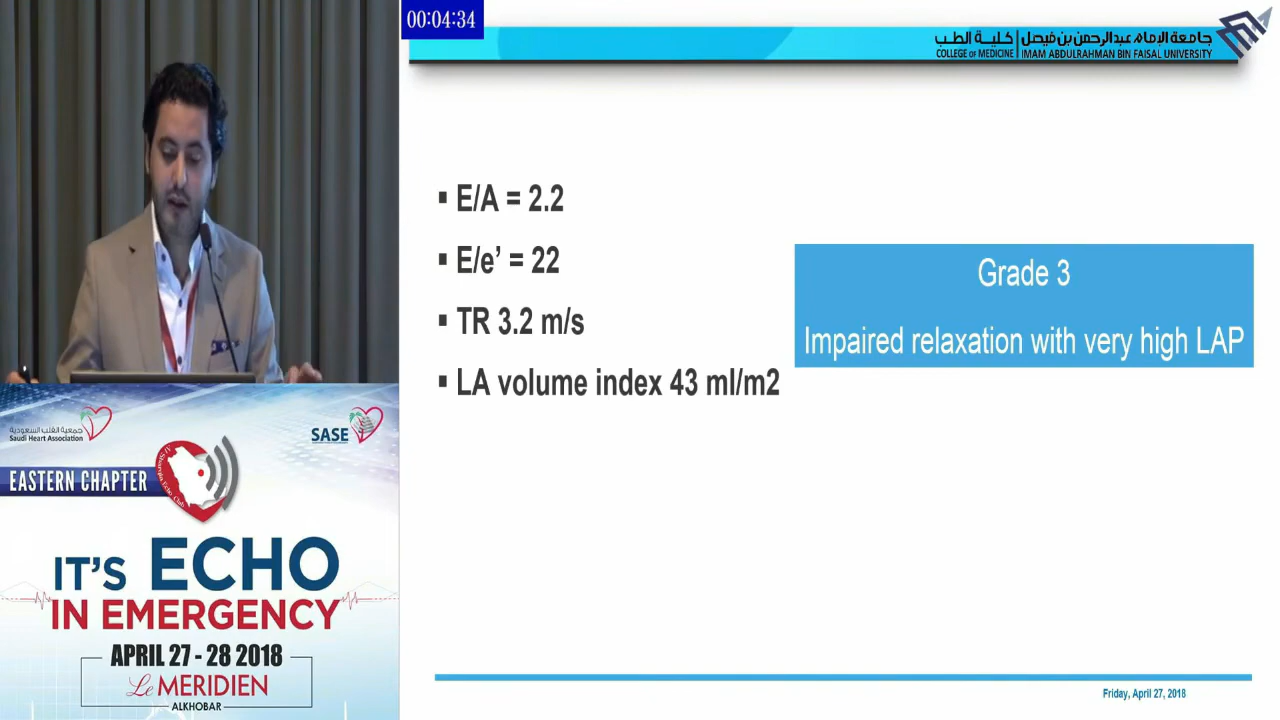 00:04:34
جامعة الإمام عبدالرحمن بن فيصل | كلية الطب
COLLEGE OF MEDICINE | IMAM ABDULRAHMAN BIN FAISAL UNIVERSITY
▪ E/A = 2.2
▪ E/e’ = 22
▪ TR 3.2 m/s
▪ LA volume index 43 ml/m2
Grade 3
Impaired relaxation with very high LAP
Friday, April 27, 2018
جمعية القلب السعودية
Saudi Heart Association
SASE
EASTERN CHAPTER
IT’S ECHO
IN EMERGENCY
APRIL 27 - 28 2018
Le MERIDIEN
ALKHOBAR